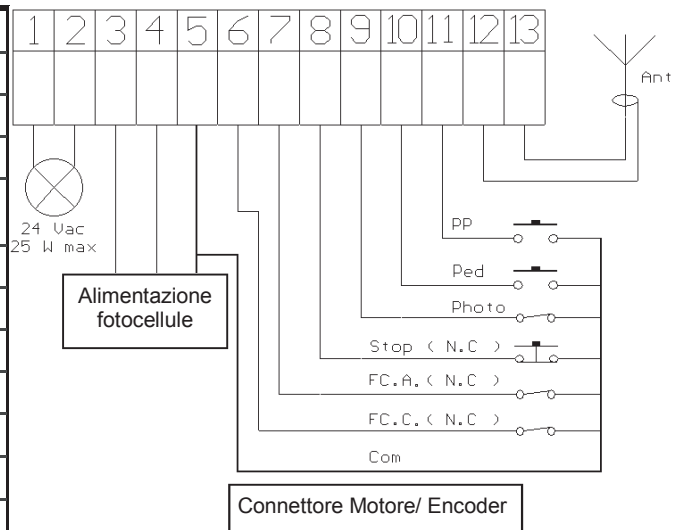 1 2 3 4 5 6 7 8 9 10 11 12 13
Ant
24 Vac
25 W max
Alimentazione
fotocellule
PP
Ped
Photo
Stop ( N.C )
FC.A. ( N.C )
FC.C. ( N.C )
Com
Connettore Motore/ Encoder